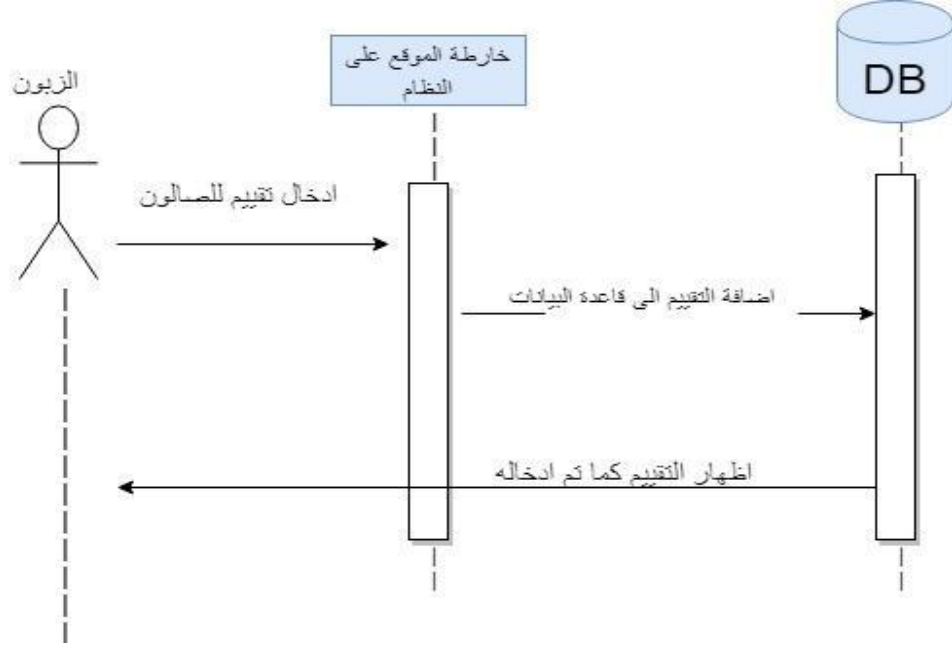 خارطة الموقع على
النظام
DB
الزبون
ادخال تقييم للصالون
اضافة التقييم الى قاعدة البيانات
اظهار التقييم كما تم ادخاله